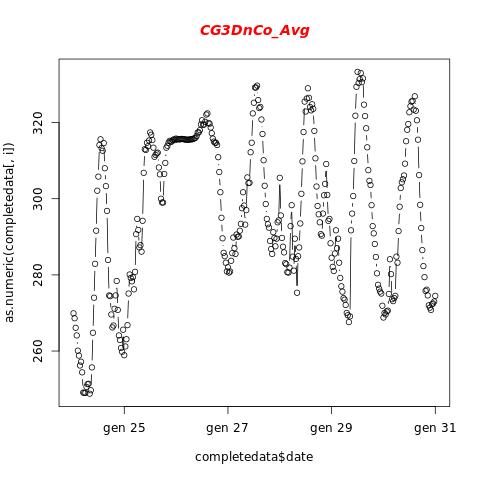 CG3DnCo_Avg
as.numeric(completedata[, i])
320
300
280
260
gen 25
gen 27
gen 29
gen 31
completedata$date